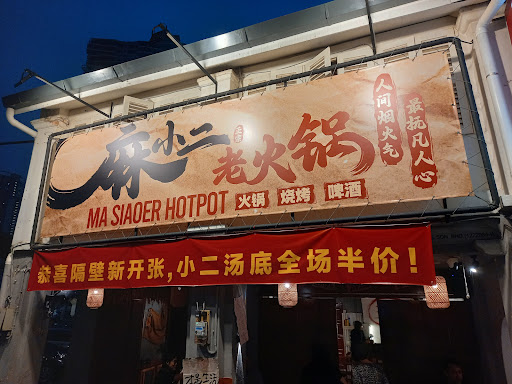 麻小二
老火锅
人间烟火气
最抚凡人心
MA SIAOER HOTPOT
火锅 烧烤 啤酒
恭喜隔壁新开张,小二汤底全场半价!